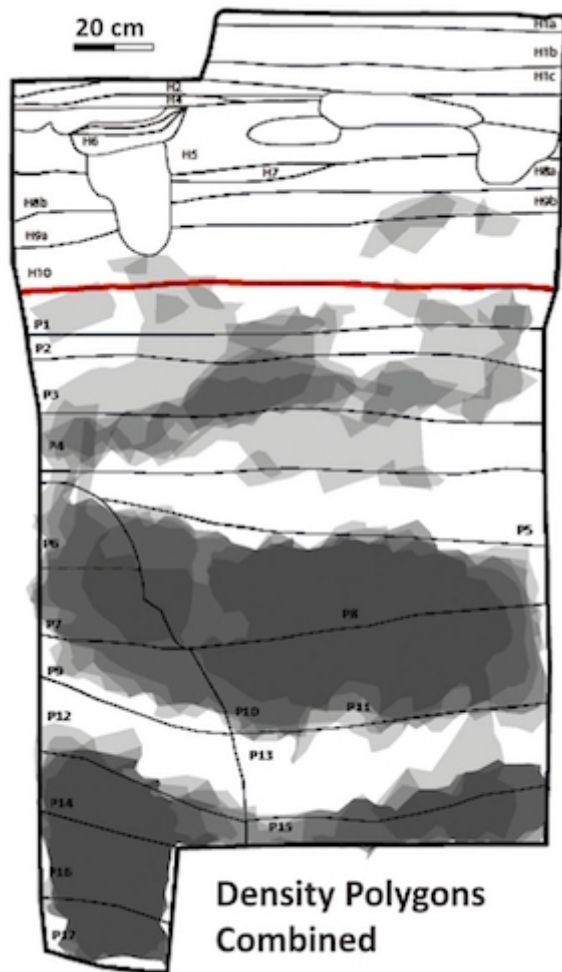 20 cm
H1a
H1b
H1c
H2
H4
H6
H5
H7
H8a
H8b
H9b
H9a
H10
P1
P2
P3
P4
P5
P6
P7
P8
P9
P10
P11
P12
P13
P14
P15
P16
P17
Density Polygons
Combined